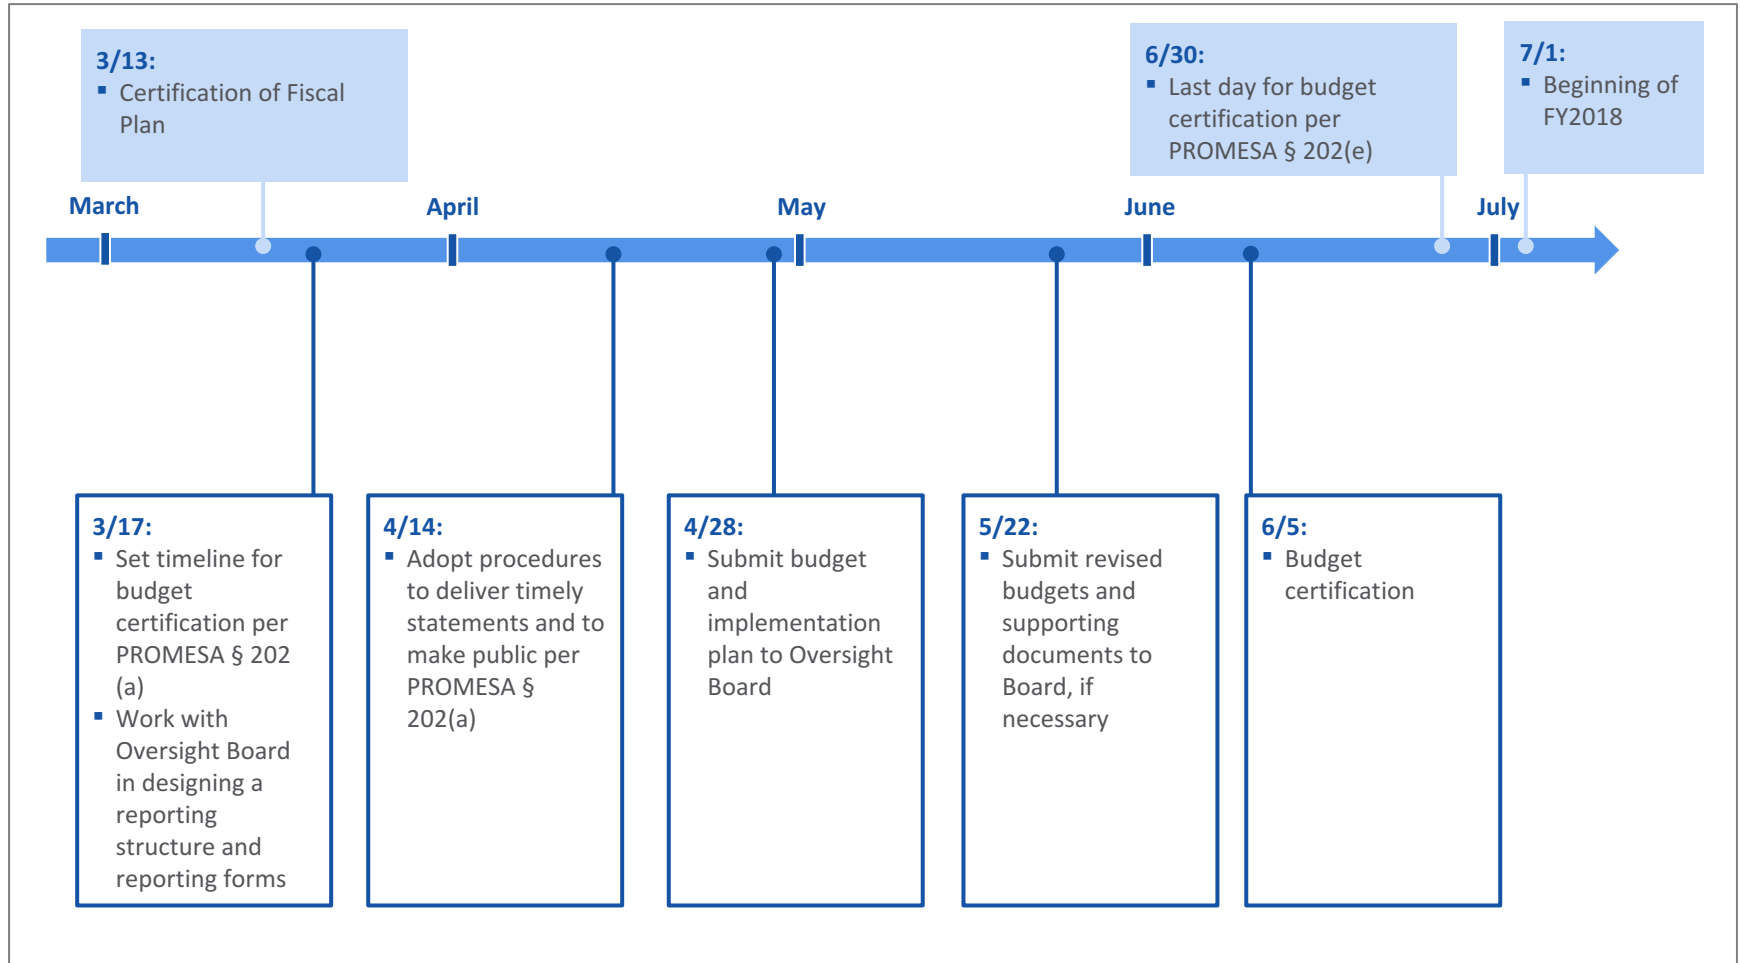 3/13:
▪ Certification of Fiscal
Plan
6/30:
▪ Last day for budget
certification per
PROMESA § 202(e)
7/1:
▪ Beginning of
FY2018
March
April
May
June
July
3/17:
▪ Set timeline for
budget
certification per
PROMESA § 202
(a)
▪ Work with
Oversight Board
in designing a
reporting
structure and
reporting forms
4/14:
▪ Adopt procedures
to deliver timely
statements and to
make public per
PROMESA §
202(a)
4/28:
▪ Submit budget
and
implementation
plan to Oversight
Board
5/22:
▪ Submit revised
budgets and
supporting
documents to
Board, if
necessary
6/5:
▪ Budget
certification